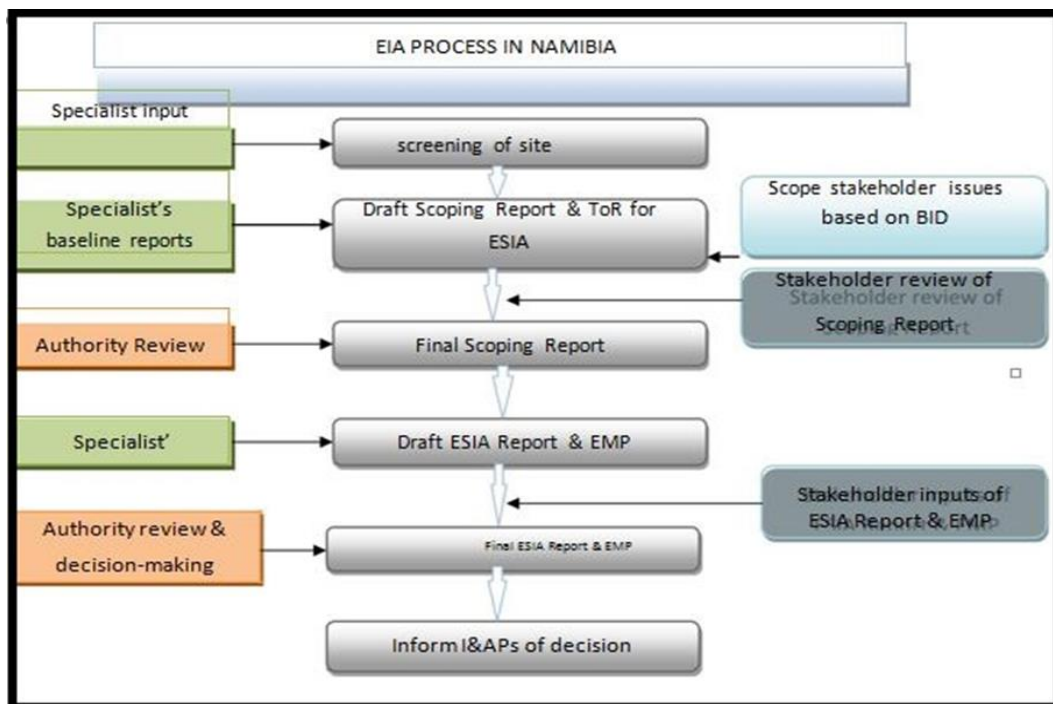 EIA PROCESS IN NAMIBIA
Specialist input
screening of site
Specialist's
baseline reports
Draft Scoping Report & ToR for
ESIA
Scope stakeholder issues
based on BID
Stakeholder review of
Scoping Report
Authority Review
Final Scoping Report
Specialist'
Draft ESIA Report & EMP
Stakeholder inputs of
ESIA Report & EMP
Authority review &
decision-making
Final ESIA Report & EMP
Inform I&APs of decision